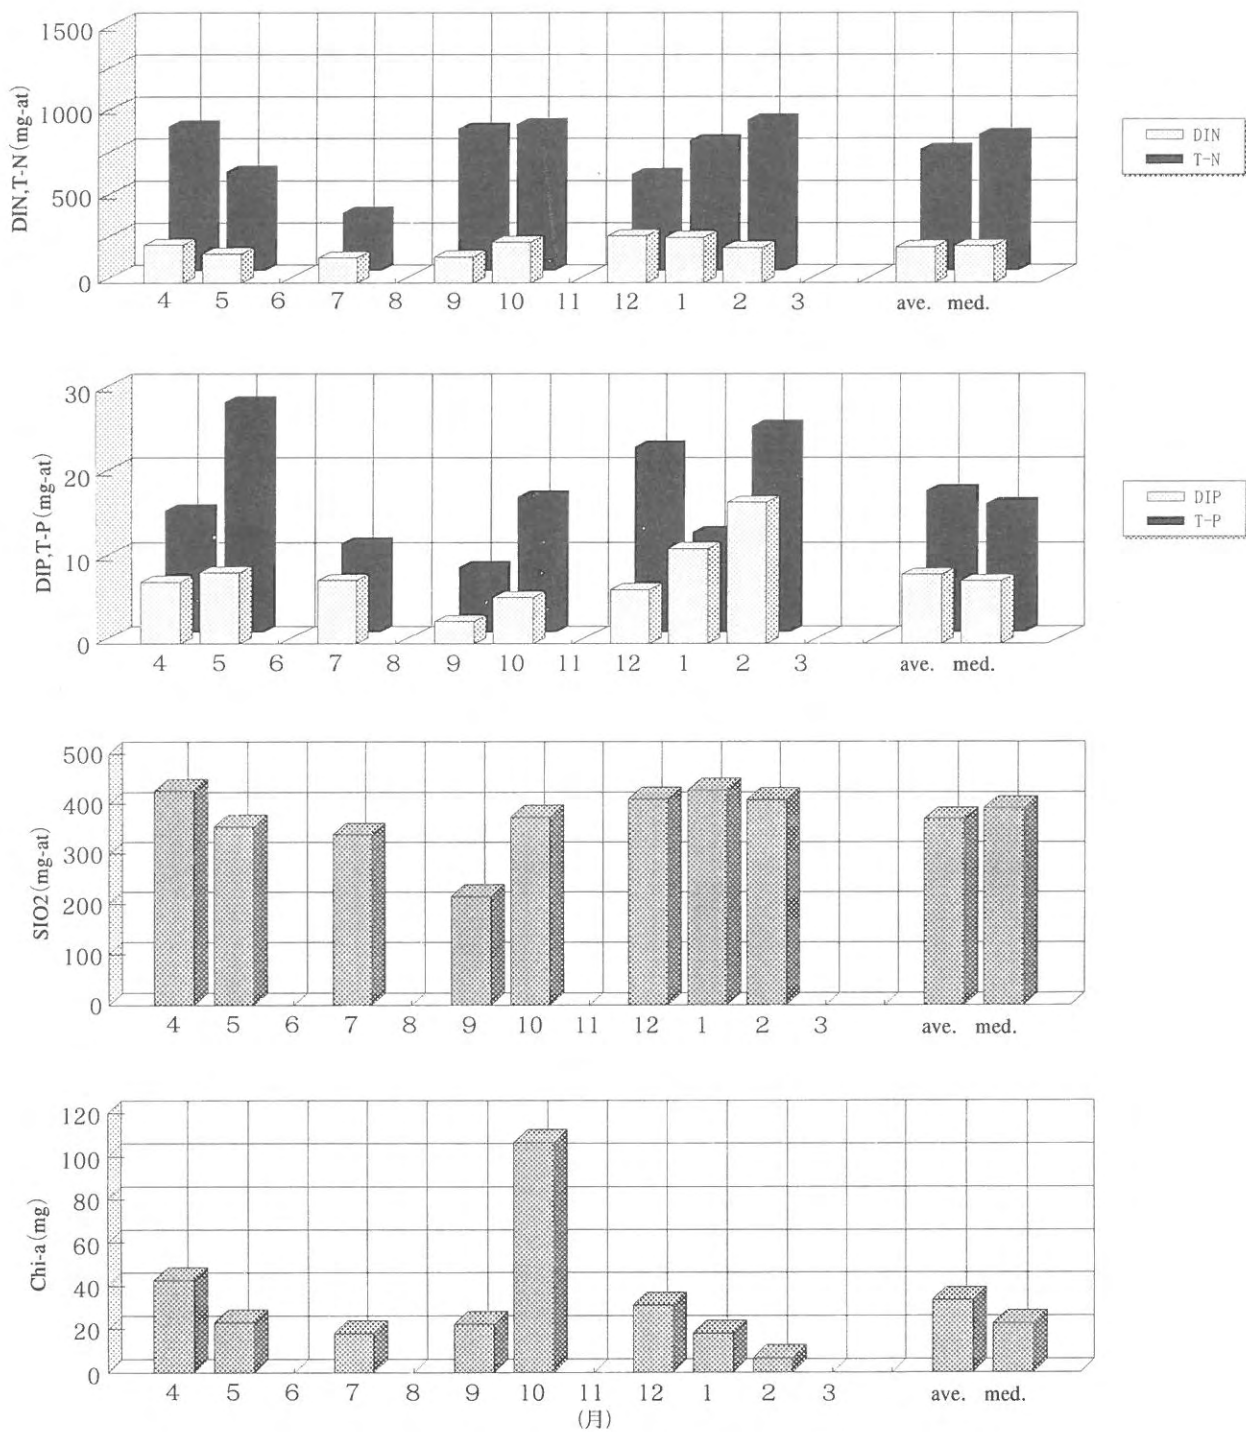 DIN,T-N(mg-at)
1500
1000
500
0
4 5 6 7 8 9 10 11 12 1 2 3 ave. med.
DIN
T-N
DIP,T-P(mg-at)
30
20
10
0
4 5 6 7 8 9 10 11 12 1 2 3 ave. med.
DIP
T-P
SIO2(mg-at)
500
400
300
200
100
0
4 5 6 7 8 9 10 11 12 1 2 3 ave. med.
Chi-a(mg)
120
100
80
60
40
20
0
4 5 6 7 8 9 10 11 12 1 2 3 ave. med.
(月)